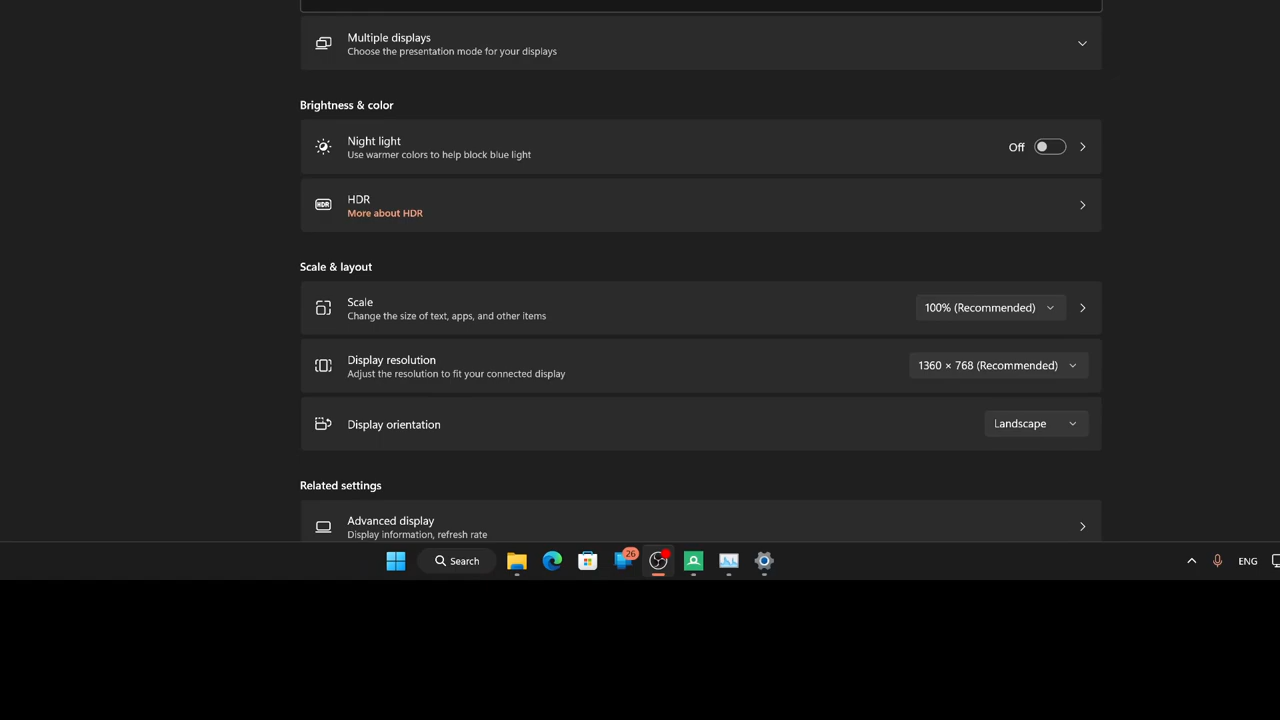 Multiple displays
Choose the presentation mode for your displays
Brightness & color
Night light
Use warmer colors to help block blue light
Off
HDR
HDR
More about HDR
Scale & layout
Scale
Change the size of text, apps, and other items
100% (Recommended)
Display resolution
Adjust the resolution to fit your connected display
1360 × 768 (Recommended)
Display orientation
Landscape
Related settings
Advanced display
Display information, refresh rate
Search
26
ENG